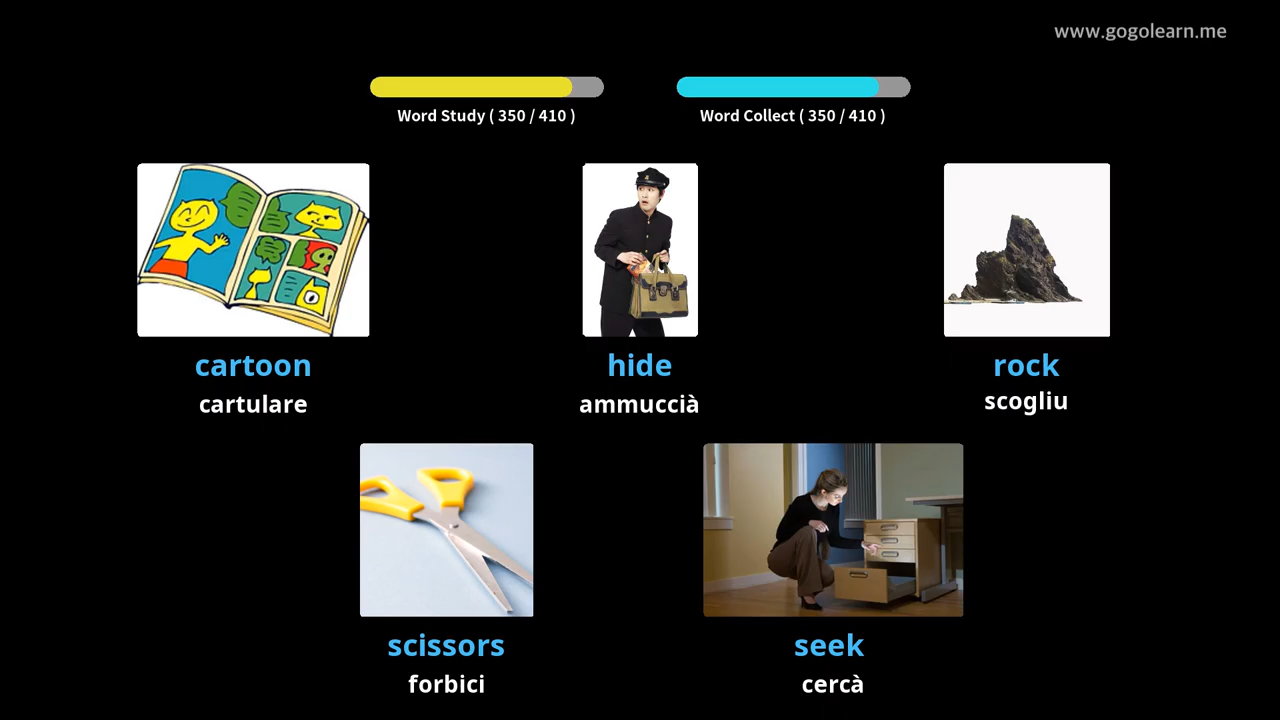 www.gogolearn.me
Word Study ( 350 / 410 )
Word Collect ( 350 / 410 )
cartoon
cartulare
hide
ammuccià
rock
scogliu
scissors
forbici
seek
cercà